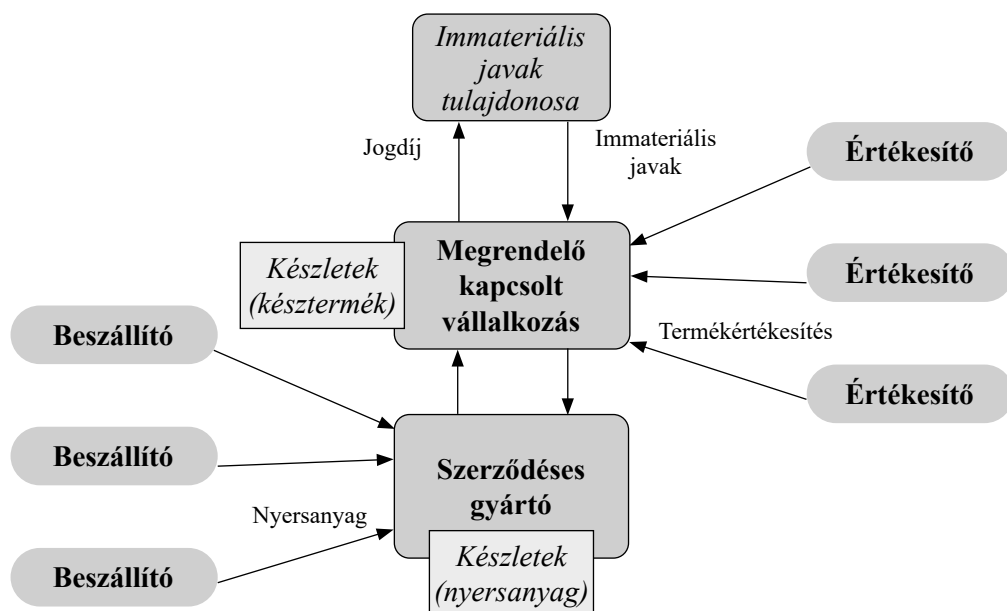 Immateriális
javak
tulajdonosa
Jogdíj
Immateriális
javak
Értékesítő
Megrendelő
kapcsolt
vállalkozás
Készletek
(késztermék)
Értékesítő
Beszállító
Termékértékesítés
Értékesítő
Beszállító
Szerződéses
gyártó
Nyersanyag
Beszállító
Készletek
(nyersanyag)